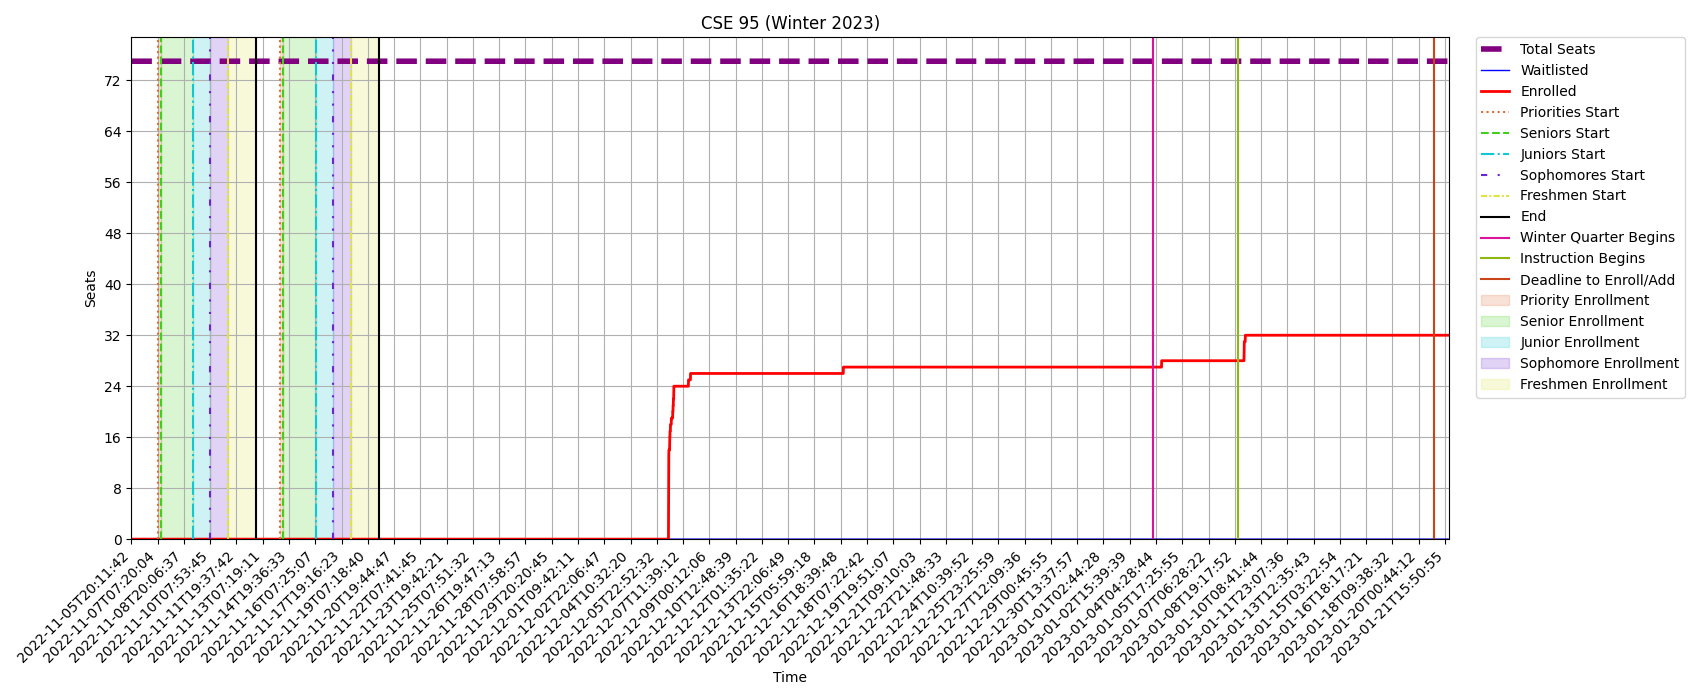 CSE 95 (Winter 2023)
Seats
72
64
56
48
40
32
24
16
8
0
2022-11-05T20:11:42
2022-11-07T07:20:04
2022-11-08T20:06:37
2022-11-10T07:53:45
2022-11-11T19:37:42
2022-11-13T07:19:11
2022-11-14T19:36:33
2022-11-16T07:25:07
2022-11-17T19:16:23
2022-11-19T07:18:40
2022-11-20T19:44:47
2022-11-22T07:41:45
2022-11-23T19:42:21
2022-11-25T07:51:32
2022-11-26T19:47:13
2022-11-28T07:58:57
2022-11-29T20:20:45
2022-12-01T09:42:11
2022-12-02T22:06:47
2022-12-04T10:32:20
2022-12-05T22:52:32
2022-12-07T11:39:12
2022-12-09T00:12:06
2022-12-10T12:48:39
2022-12-12T01:35:22
2022-12-13T22:06:49
2022-12-15T05:59:18
2022-12-16T18:39:48
2022-12-18T07:22:42
2022-12-19T19:51:07
2022-12-21T09:10:03
2022-12-22T21:48:33
2022-12-24T10:39:52
2022-12-25T23:25:59
2022-12-27T12:09:36
2022-12-29T00:45:55
2022-12-30T13:37:57
2023-01-01T02:44:28
2023-01-02T15:39:39
2023-01-04T04:28:44
2023-01-05T17:25:55
2023-01-07T06:28:22
2023-01-08T19:17:52
2023-01-10T08:41:44
2023-01-11T23:07:36
2023-01-13T12:35:43
2023-01-15T03:22:54
2023-01-16T18:17:21
2023-01-18T09:38:32
2023-01-20T00:44:12
2023-01-21T15:50:55
Time
Total Seats
Waitlisted
Enrolled
Priorities Start
Seniors Start
Juniors Start
Sophomores Start
Freshmen Start
End
Winter Quarter Begins
Instruction Begins
Deadline to Enroll/Add
Priority Enrollment
Senior Enrollment
Junior Enrollment
Sophomore Enrollment
Freshmen Enrollment